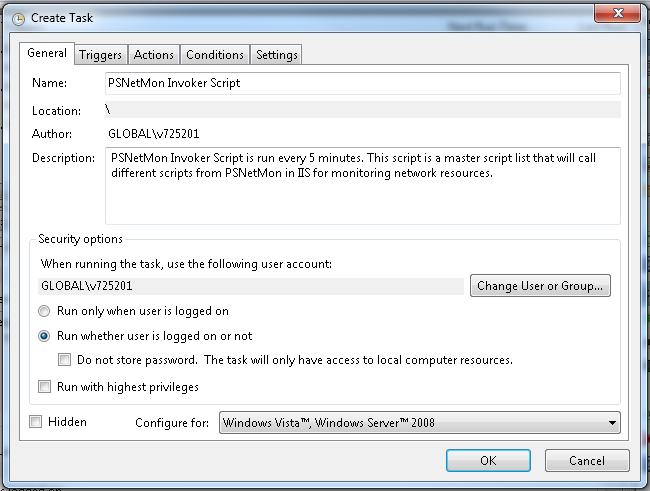 Create Task
General Triggers Actions Conditions Settings
Name: PSNetMon Invoker Script
Location: \
Author: GLOBAL\v725201
Description: PSNetMon Invoker Script is run every 5 minutes. This script is a master script list that will call
different scripts from PSNetMon in IIS for monitoring network resources.
Security options
When running the task, use the following user account:
GLOBAL\v725201 Change User or Group...
Run only when user is logged on
Run whether user is logged on or not
Do not store password. The task will only have access to local computer resources.
Run with highest privileges
Hidden Configure for: Windows Vista™, Windows Server™ 2008
OK Cancel